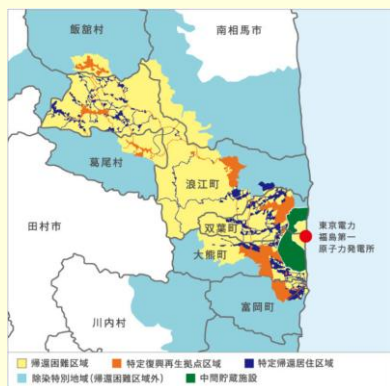 飯舘村
南相馬市
葛尾村
浪江町
田村市
双葉町
大熊町
東京電力
福島第一
原子力発電所
富岡町
川内村
帰還困難区域 特定復興再生拠点区域 特定帰還居住区域
除染特別地域(帰還困難区域外) 中間貯蔵施設